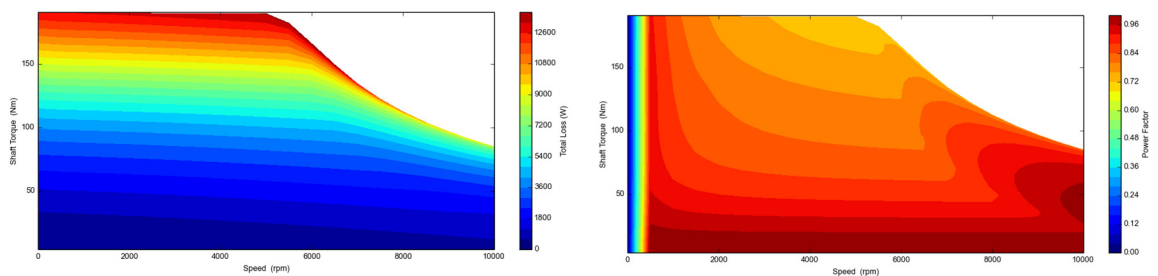 150
100
50
Shaft Torque (Nm)
0 2000 4000 6000 8000 10000
Speed (rpm)
12600
10800
9000
7200
5400
3600
1800
0
Total Loss (W)
150
100
50
Shaft Torque (Nm)
0 2000 4000 6000 8000 10000
Speed (rpm)
0.96
0.84
0.72
0.60
0.48
0.36
0.24
0.12
0.00
Power Factor